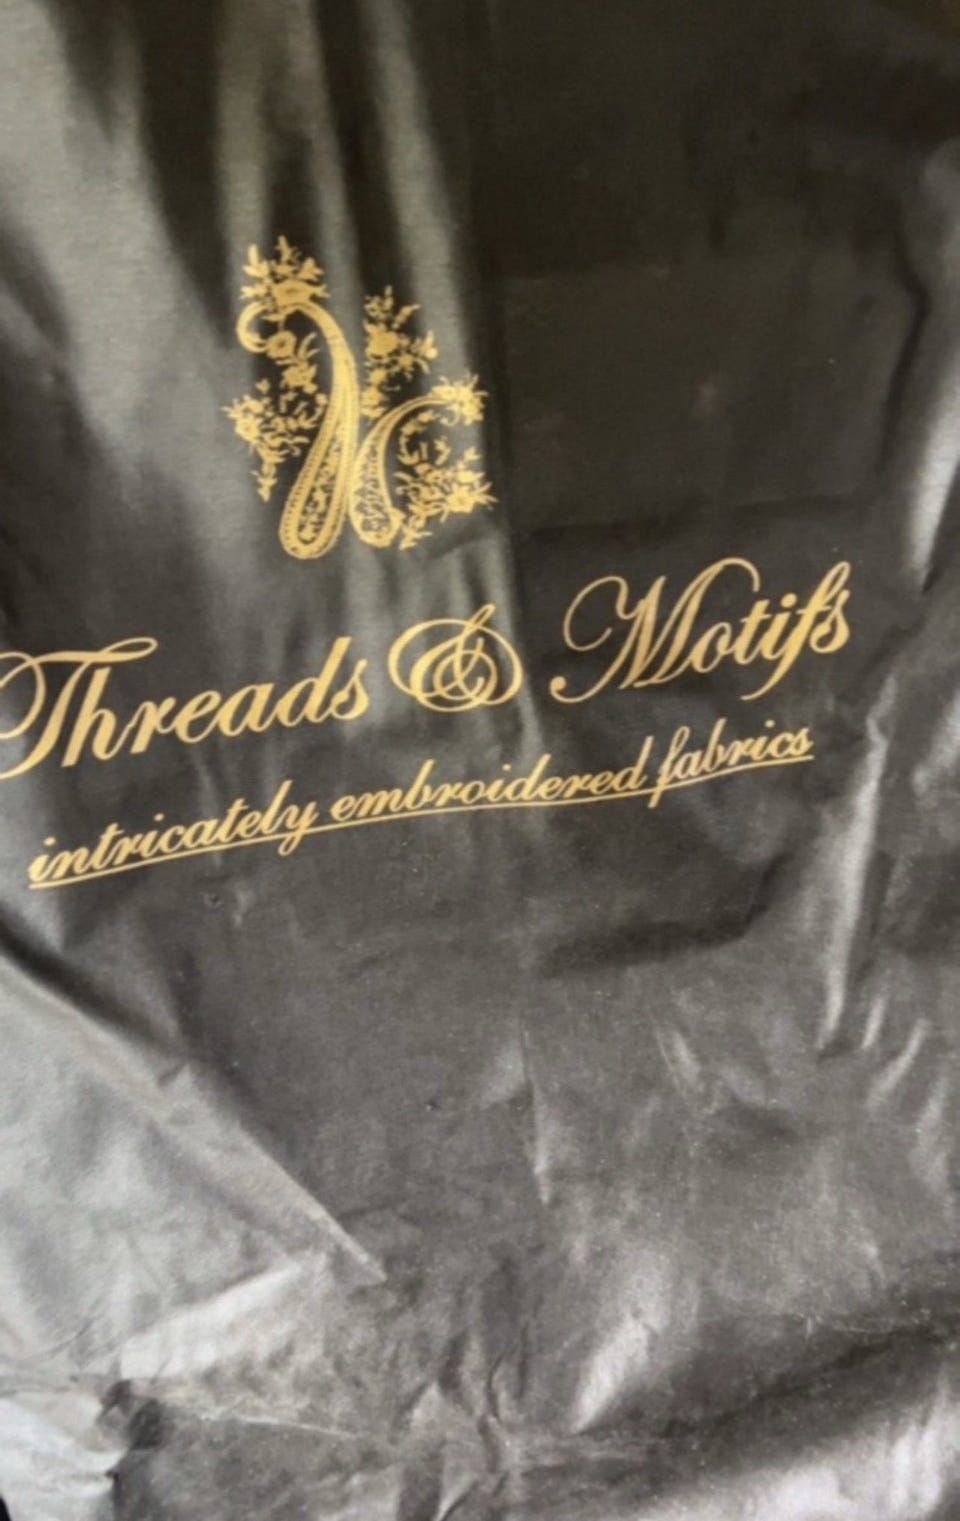 Threads & Motifs
intricately embroidered fabrics